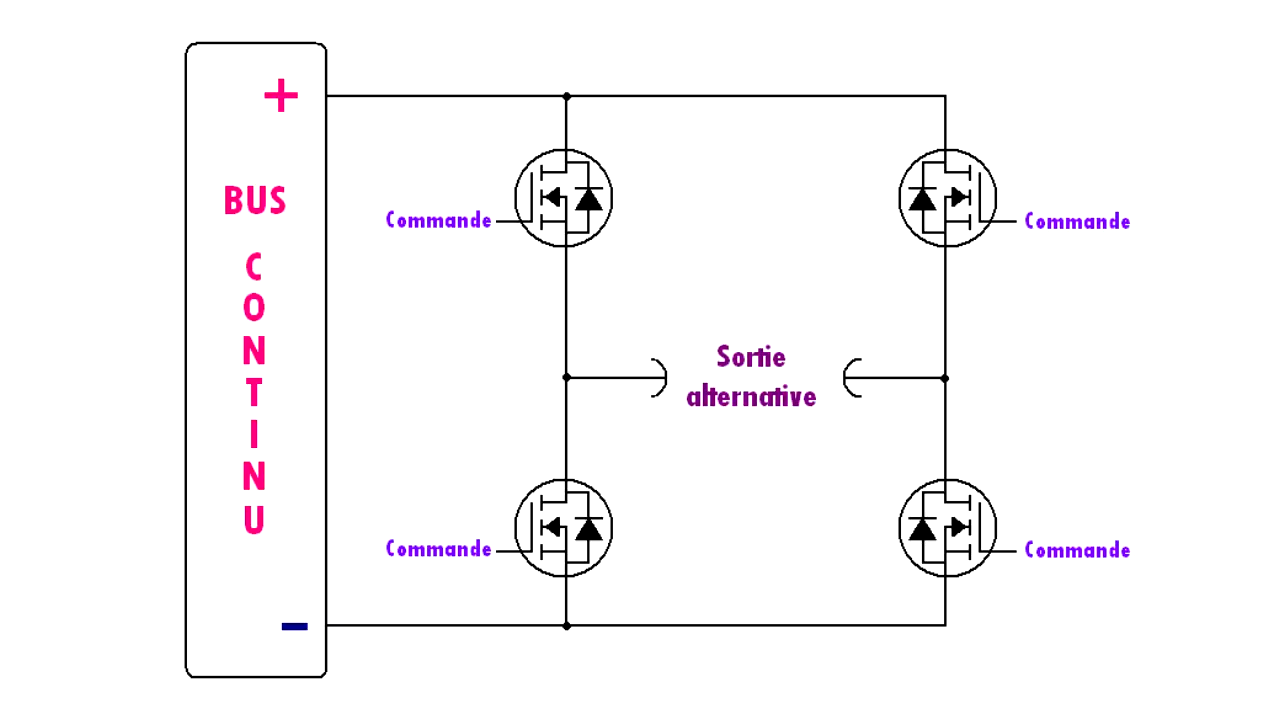 +
BUS
C
O
N
T
I
N
U
–
Commande
Commande
Sortie
alternative
Commande
Commande